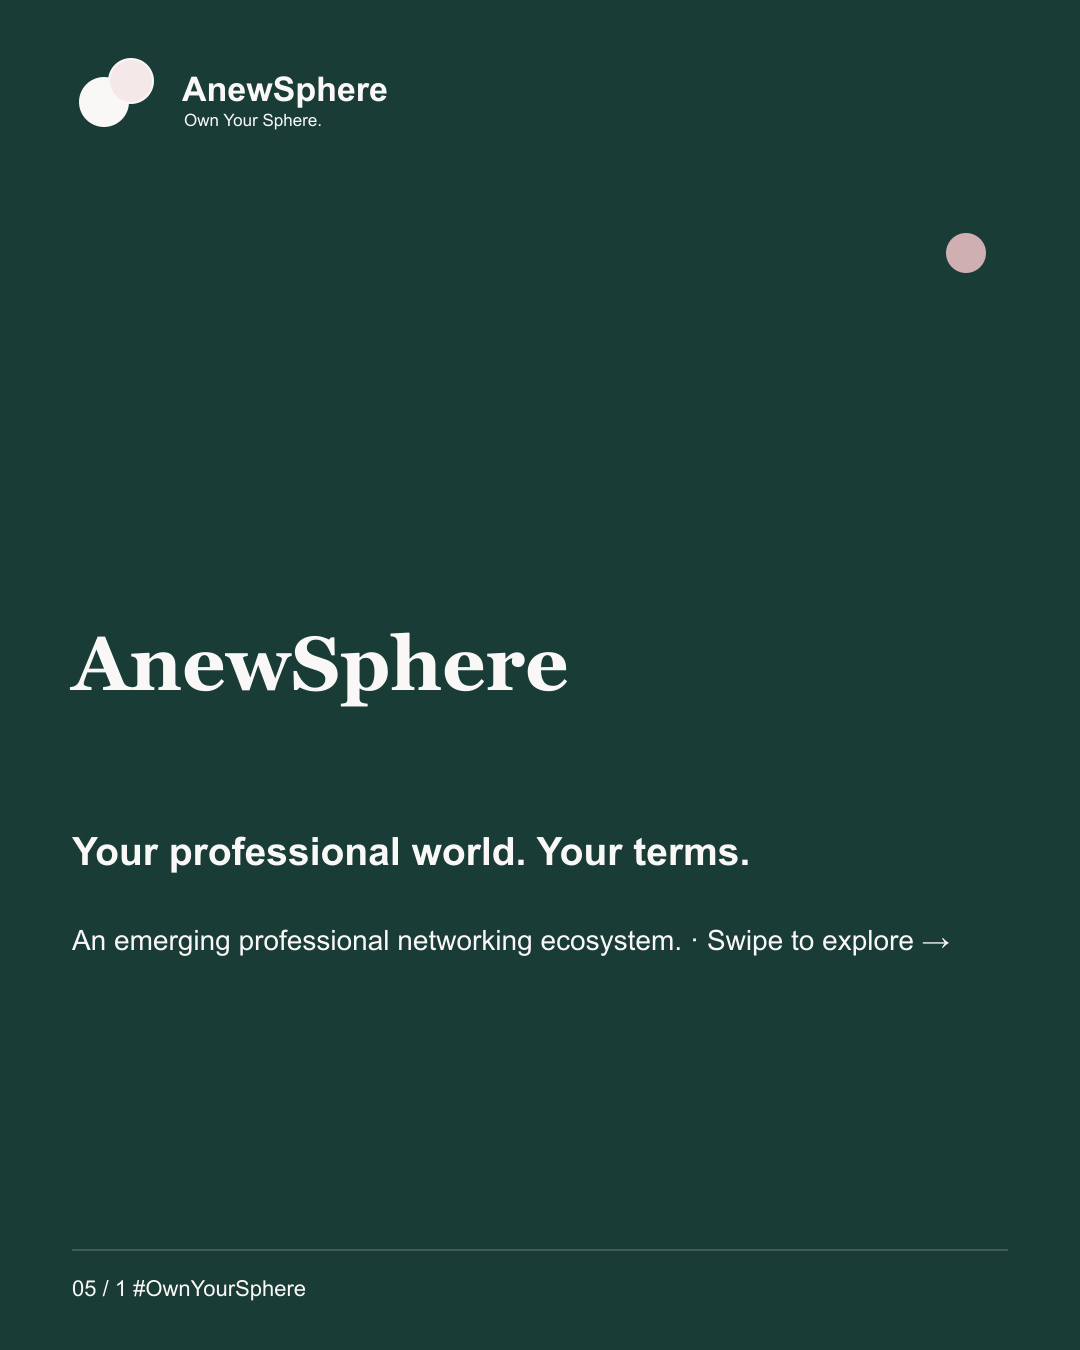 AnewSphere
Own Your Sphere.
AnewSphere
Your professional world. Your terms.
An emerging professional networking ecosystem. · Swipe to explore →
05 / 1 #OwnYourSphere